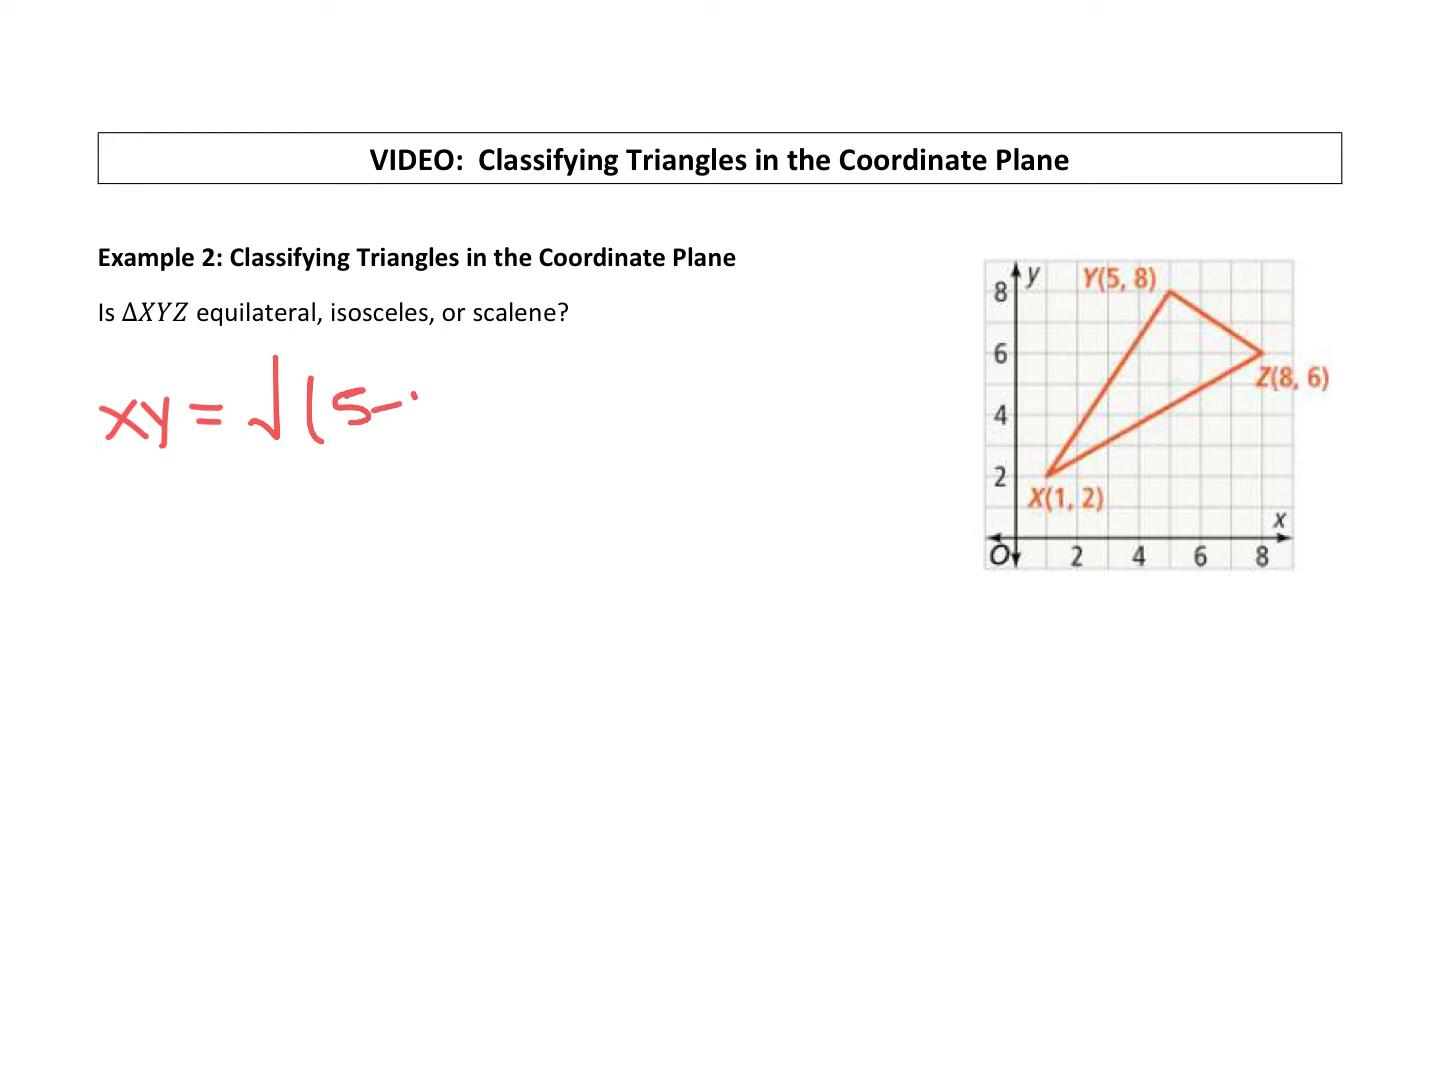 VIDEO: Classifying Triangles in the Coordinate Plane
Example 2: Classifying Triangles in the Coordinate Plane
Is ΔXYZ equilateral, isosceles, or scalene?
xy = √(5-
y
Y(5, 8)
8
6
Z(8, 6)
4
2
X(1, 2)
x
O 2 4 6 8